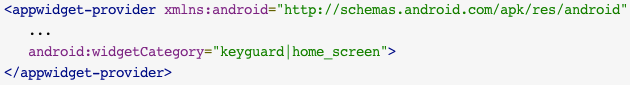 <appwidget-provider xmlns:android="http://schemas.android.com/apk/res/android"
...
android:widgetCategory="keyguard|home_screen">
</appwidget-provider>